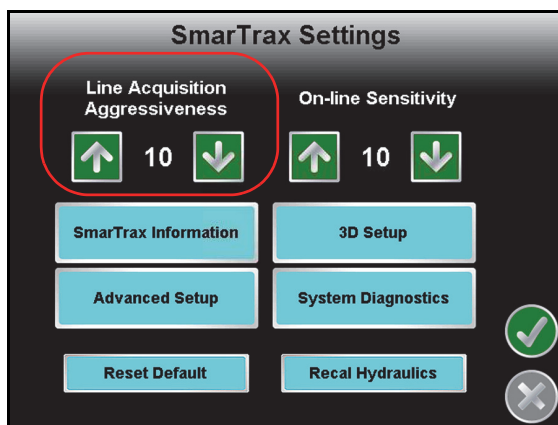 SmarTrax Settings
Line Acquisition
Aggressiveness
On-line Sensitivity
10
10
SmarTrax Information
3D Setup
Advanced Setup
System Diagnostics
Reset Default
Recal Hydraulics